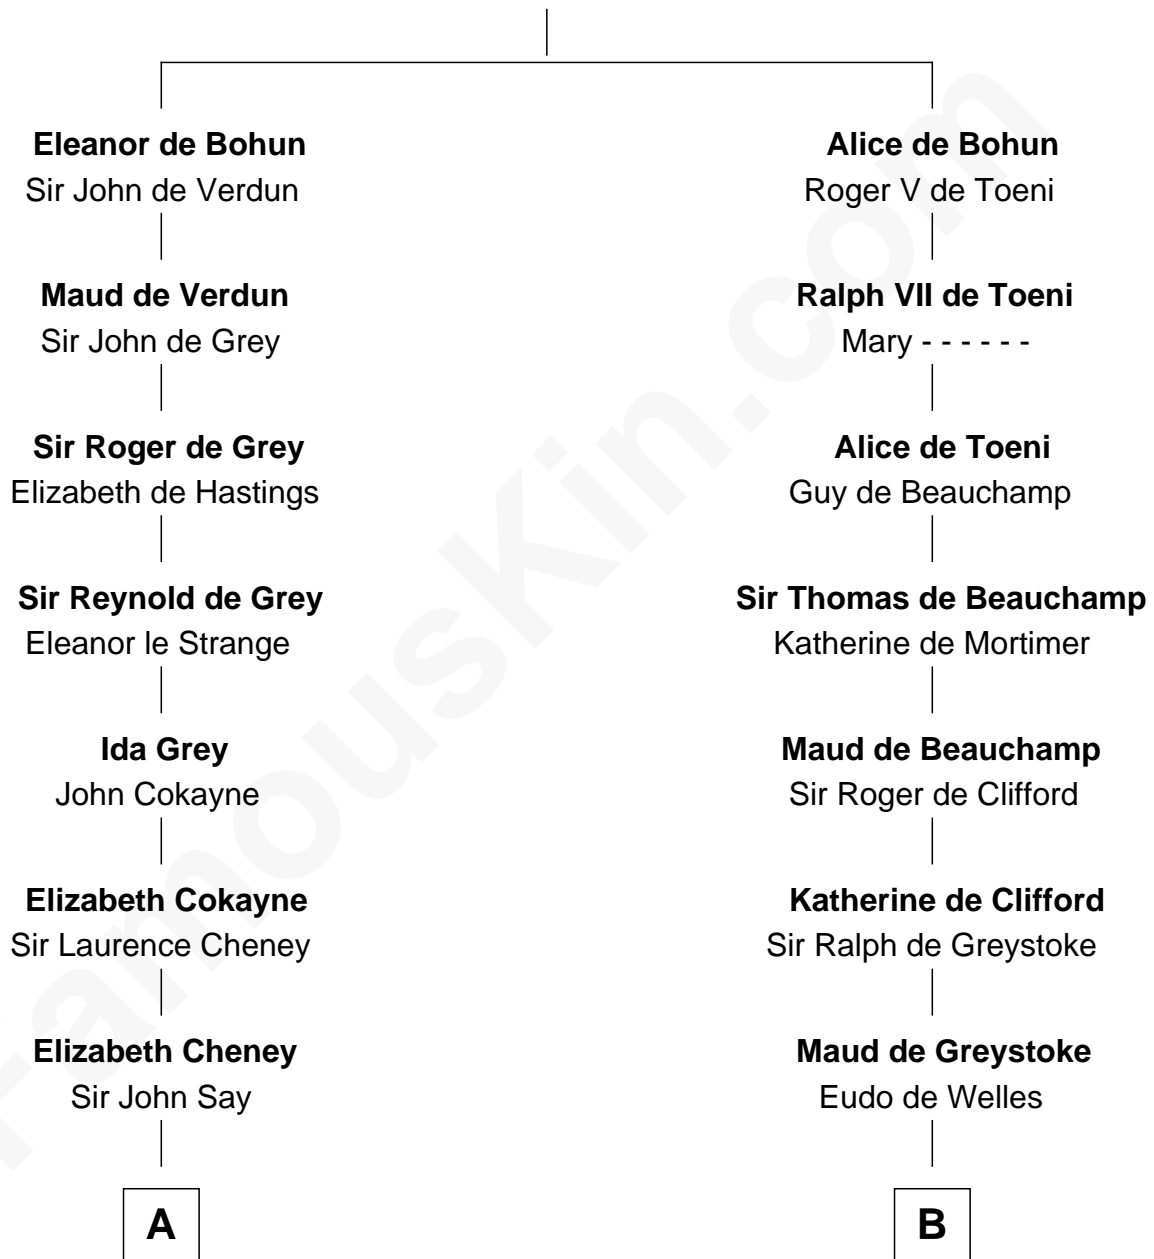 Eleanor de Bohun
Sir John de Verdun
Maud de Verdun
Sir John de Grey
Sir Roger de Grey
Elizabeth de Hastings
Sir Reynold de Grey
Eleanor le Strange
Ida Grey
John Cokayne
Elizabeth Cokayne
Sir Laurence Cheney
Elizabeth Cheney
Sir John Say
A
Alice de Bohun
Roger V de Toeni
Ralph VII de Toeni
Mary - - - - - -
Alice de Toeni
Guy de Beauchamp
Sir Thomas de Beauchamp
Katherine de Mortimer
Maud de Beauchamp
Sir Roger de Clifford
Katherine de Clifford
Sir Ralph de Greystoke
Maud de Greystoke
Eudo de Welles
B
FamousKin.com